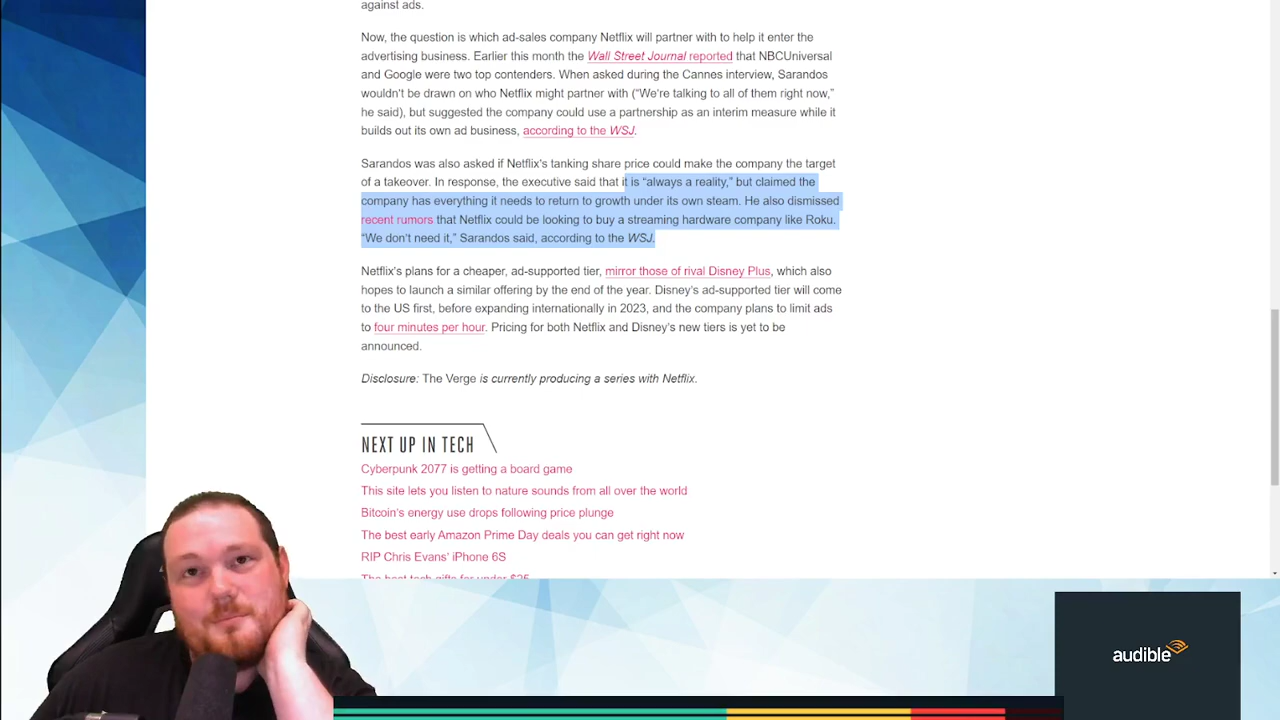 against ads.
Now, the question is which ad-sales company Netflix will partner with to help it enter the
advertising business. Earlier this month the Wall Street Journal reported that NBCUniversal
and Google were two top contenders. When asked during the Cannes interview, Sarandos
wouldn't be drawn on who Netflix might partner with (“We're talking to all of them right now,”
he said), but suggested the company could use a partnership as an interim measure while it
builds out its own ad business, according to the WSJ.
Sarandos was also asked if Netflix's tanking share price could make the company the target
of a takeover. In response, the executive said that it is “always a reality,” but claimed the
company has everything it needs to return to growth under its own steam. He also dismissed
recent rumors that Netflix could be looking to buy a streaming hardware company like Roku.
“We don't need it,” Sarandos said, according to the WSJ.
Netflix's plans for a cheaper, ad-supported tier, mirror those of rival Disney Plus, which also
hopes to launch a similar offering by the end of the year. Disney's ad-supported tier will come
to the US first, before expanding internationally in 2023, and the company plans to limit ads
to four minutes per hour. Pricing for both Netflix and Disney's new tiers is yet to be
announced.
Disclosure: The Verge is currently producing a series with Netflix.
NEXT UP IN TECH
Cyberpunk 2077 is getting a board game
This site lets you listen to nature sounds from all over the world
Bitcoin's energy use drops following price plunge
The best early Amazon Prime Day deals you can get right now
RIP Chris Evans' iPhone 6S
The best tech gifts for under $25
audible